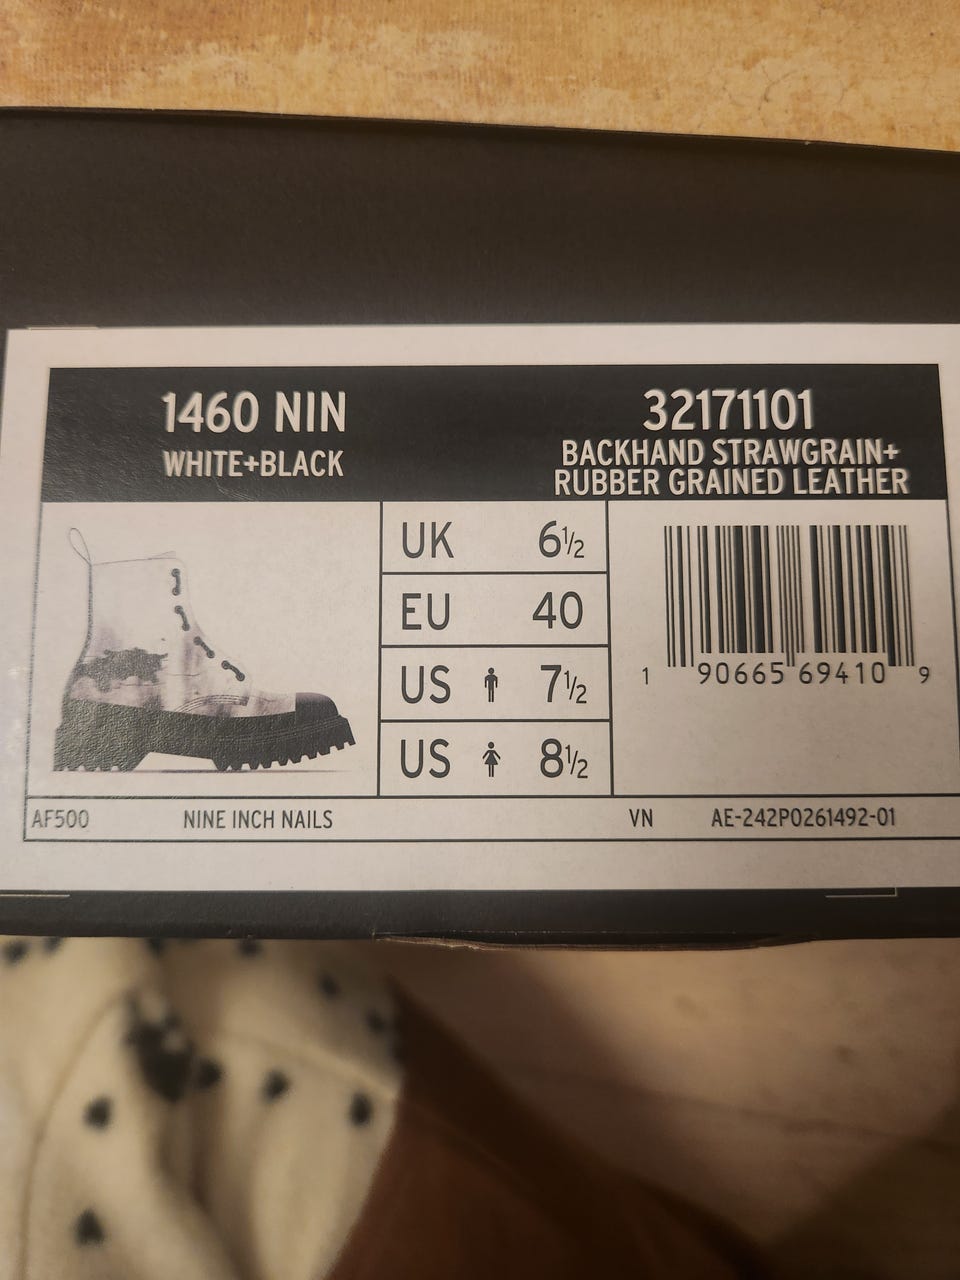 1460 NIN
WHITE+BLACK
32171101
BACKHAND STRAWGRAIN+
RUBBER GRAINED LEATHER
UK 6½
EU 40
US 7½
US 8½
1 90665 69410 9
AF500 NINE INCH NAILS VN AE-242P0261492-01